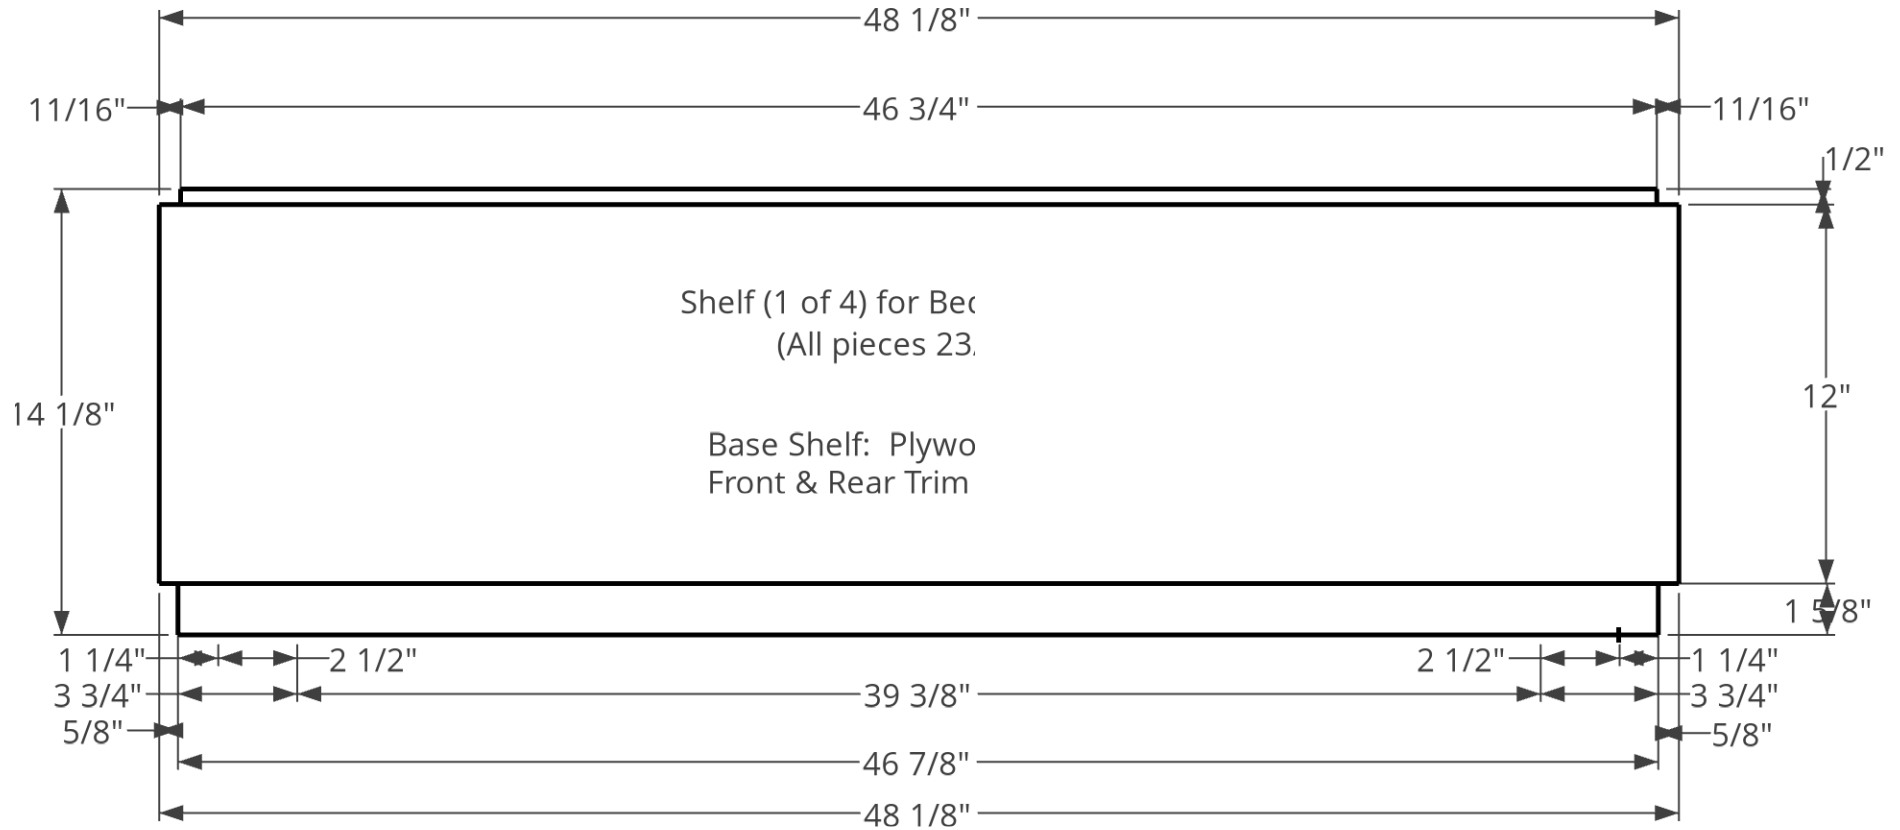 48 1/8"
11/16" 46 3/4" 11/16"
1/2"
Shelf (1 of 4) for
(All pieces
12"
14 1/8"
Base Shelf:
Front & Rear Trim
1 5/8"
1 1/4" 2 1/2" 2 1/2" 1 1/4"
3 3/4" 39 3/8" 3 3/4"
5/8" 5/8"
46 7/8"
48 1/8"